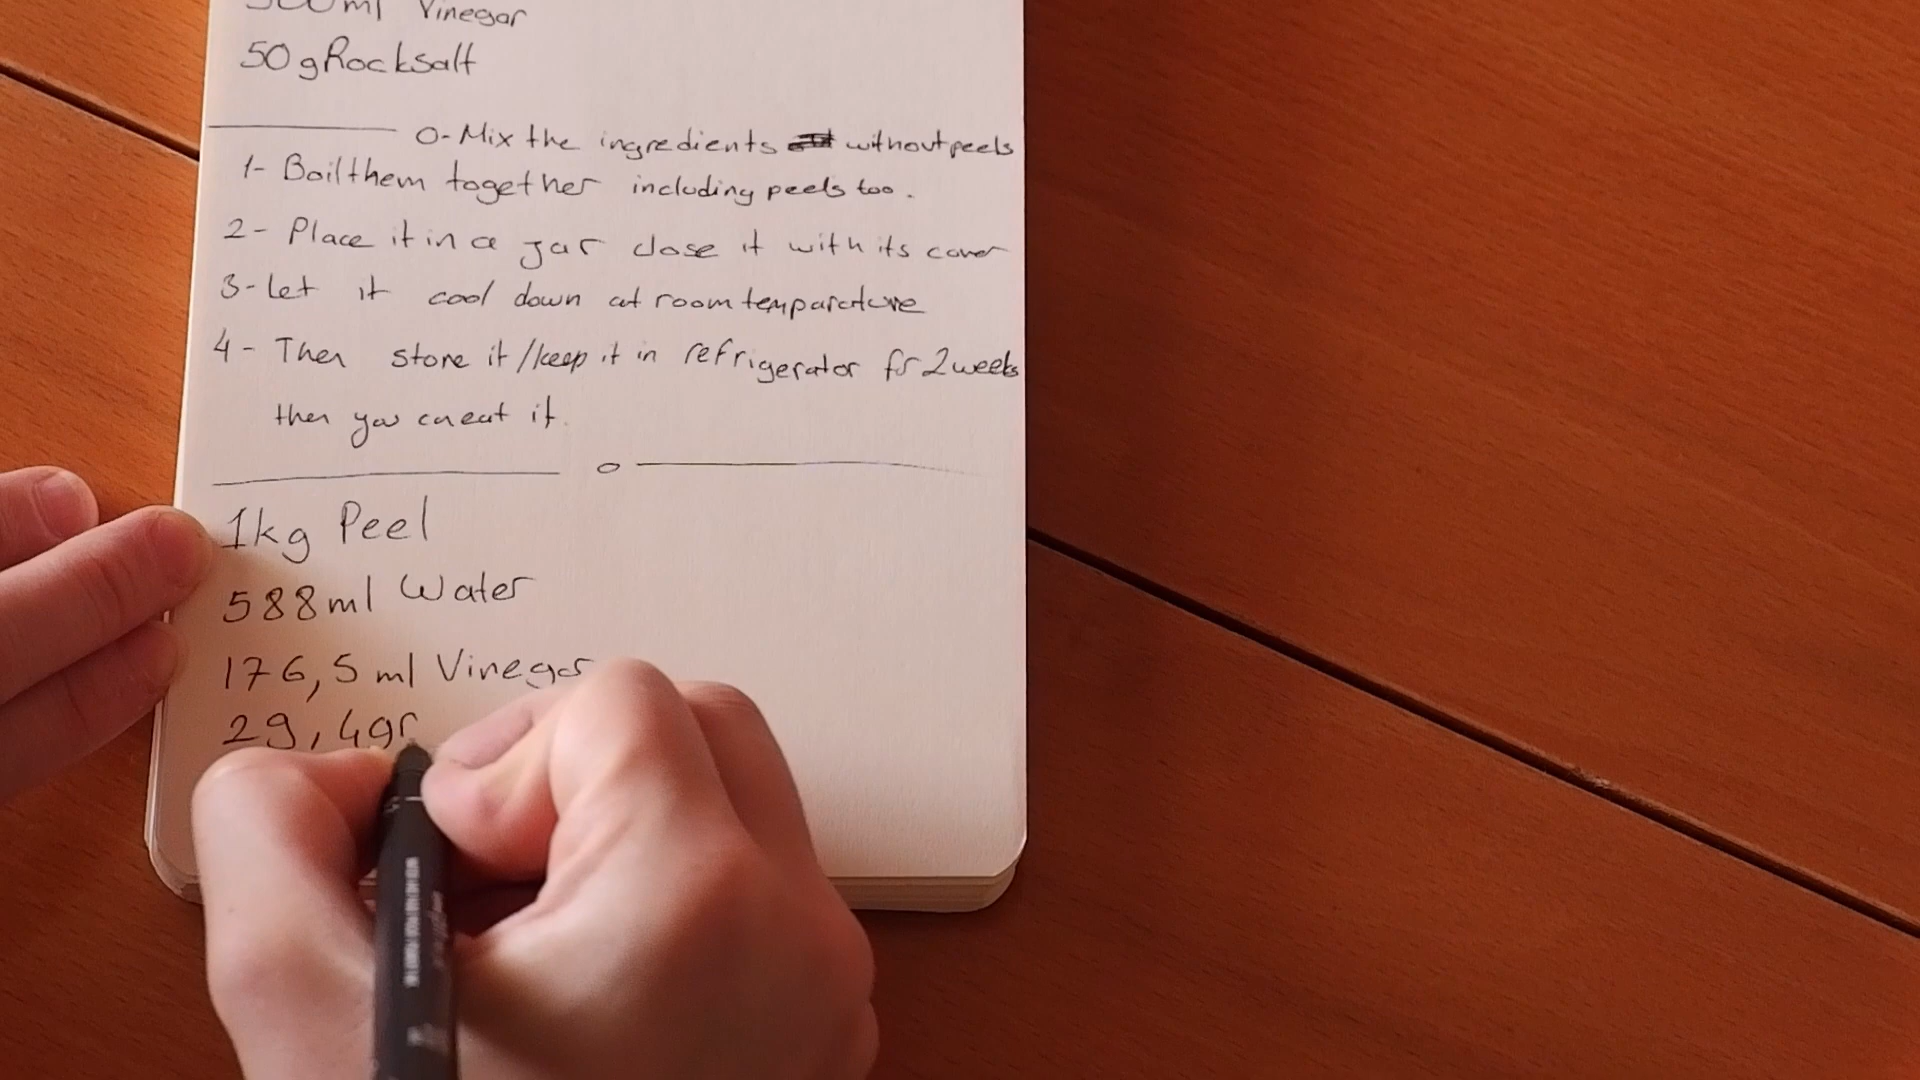 300ml Vinegar
50g Rocksalt
0-Mix the ingredients without peels
1- Boil them together including peels too.
2- Place it in a jar close it with its cover
3-Let it cool down at room temparature
4- Then store it/keep it in refrigerator fr 2 weeks
then you can eat it.
1kg Peel
588ml Water
176,5 ml Vinegar
29,4gr